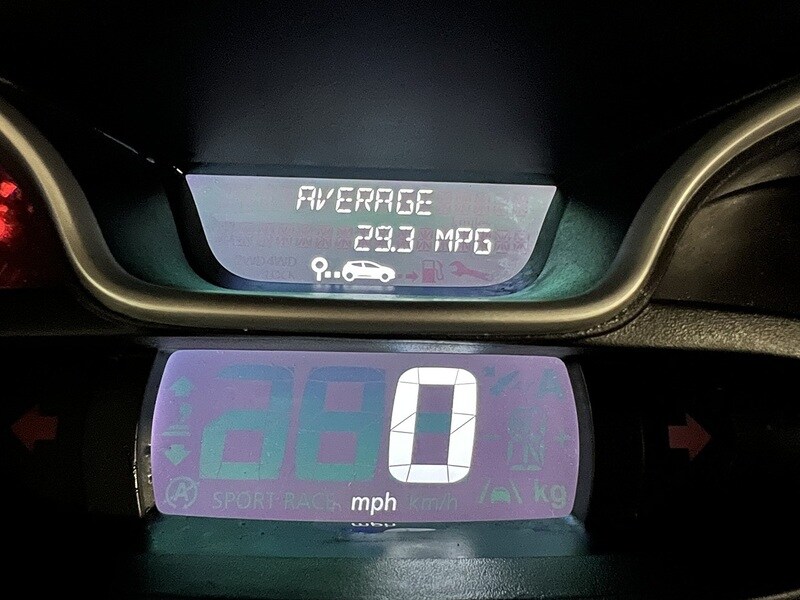 AVERAGE
29.3 MPG
0
SPORT RACE mph km/h kg